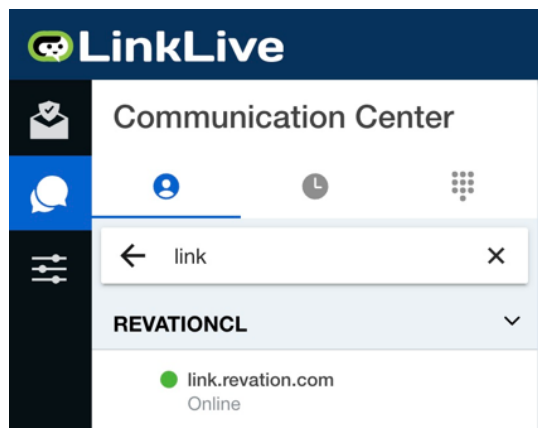 LinkLive
Communication Center
link
REVATIONCL
link.revation.com
Online